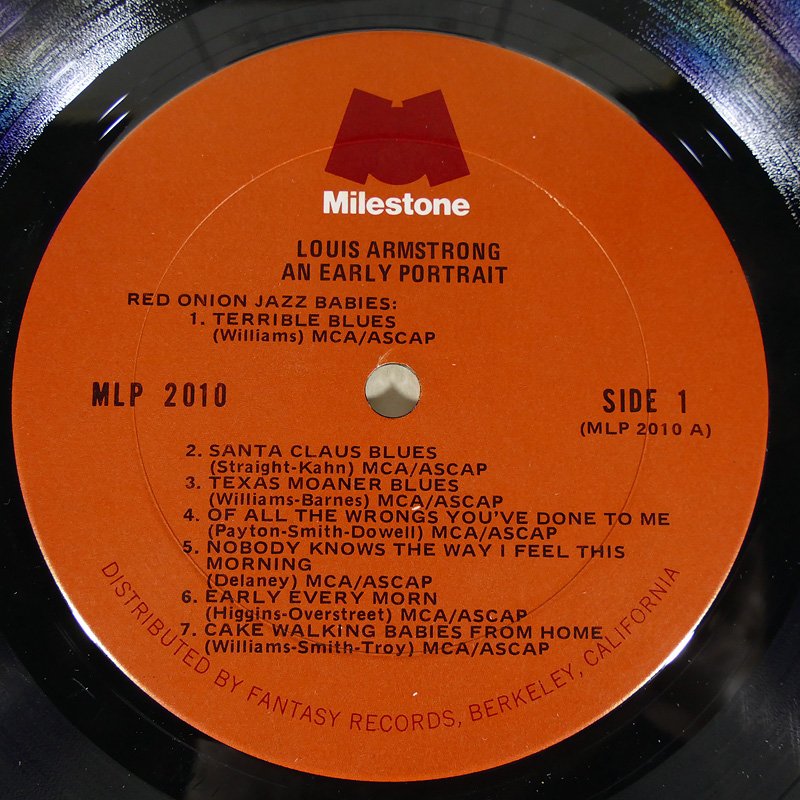 Milestone
LOUIS ARMSTRONG
AN EARLY PORTRAIT
RED ONION JAZZ BABIES:
1. TERRIBLE BLUES
(Williams) MCA/ASCAP
MLP 2010
SIDE 1
(MLP 2010 A)
2. SANTA CLAUS BLUES
(Straight-Kahn) MCA/ASCAP
3. TEXAS MOANER BLUES
(Williams-Barnes) MCA/ASCAP
4. OF ALL THE WRONGS YOU'VE DONE TO ME
(Payton-Smith-Dowell) MCA/ASCAP
5. NOBODY KNOWS THE WAY I FEEL THIS
MORNING
(Delaney) MCA/ASCAP
6. EARLY EVERY MORN
(Higgins-Overstreet) MCA/ASCAP
7. CAKE WALKING BABIES FROM HOME
(Williams-Smith-Troy) MCA/ASCAP
DISTRIBUTED BY FANTASY RECORDS, BERKELEY, CALIFORNIA